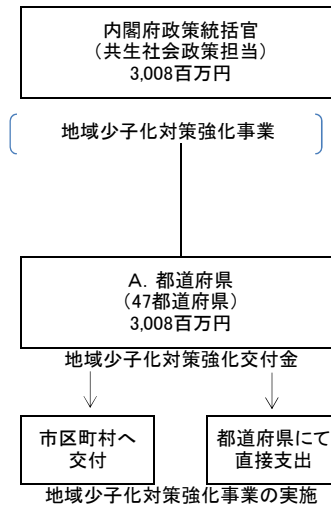 内閣府政策統括官
（共生社会政策担当）
3,008百万円
地域少子化対策強化事業
A．都道府県
（47都道府県）
3,008百万円
地域少子化対策強化交付金
市区町村へ
交付
都道府県にて
直接支出
地域少子化対策強化事業の実施